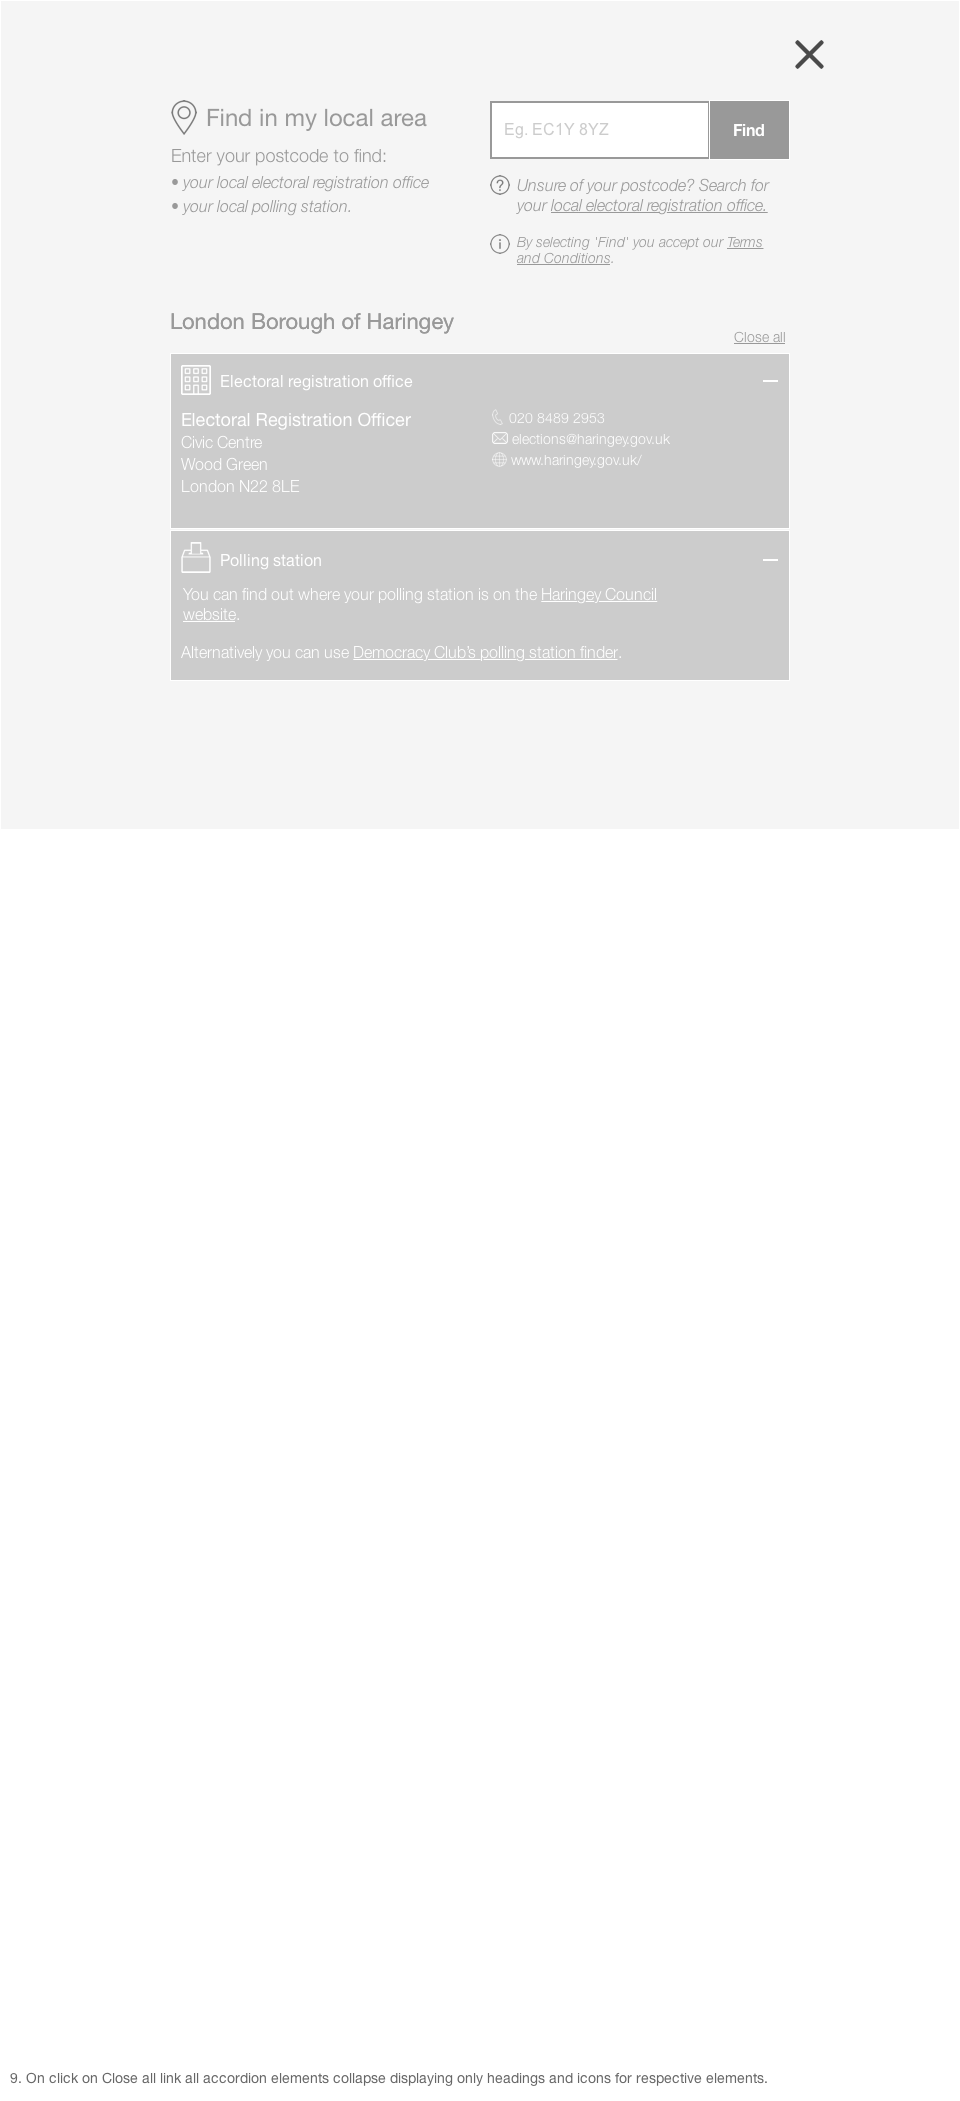 Find in my local area
Enter your postcode to find:
• your local electoral registration office
• your local polling station.
Eg. EC1Y 8YZ
Find
Unsure of your postcode? Search for
your local electoral registration office.
By selecting 'Find' you accept our Terms
and Conditions.
London Borough of Haringey
Close all
Electoral registration office
Electoral Registration Officer
Civic Centre
Wood Green
London N22 8LE
020 8489 2953
elections@haringey.gov.uk
www.haringey.gov.uk/
Polling station
You can find out where your polling station is on the Haringey Council
website.
Alternatively you can use Democracy Club's polling station finder.
9. On click on Close all link all accordion elements collapse displaying only headings and icons for respective elements.